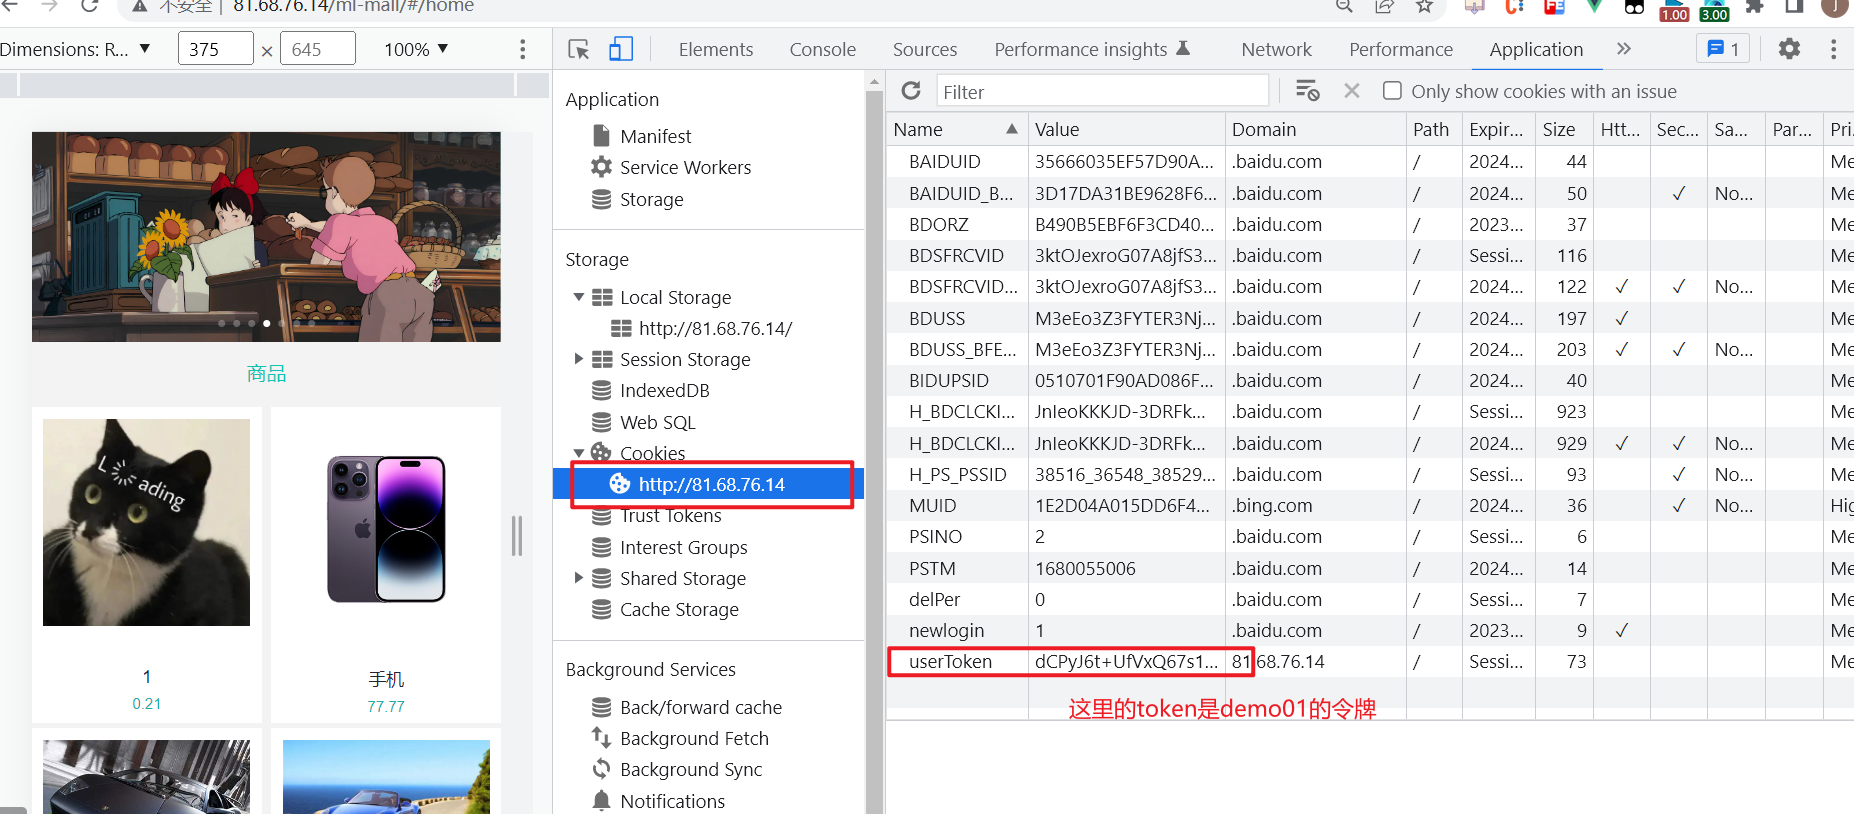 不安全 | 81.68.76.14/ml-mall/#/home
1.00 3.00 J
Dimensions: R... ▼ 375 × 645 100% ▼
Elements Console Sources Performance insights Network Performance Application » 1
Application
Manifest
Service Workers
Storage
Storage
Local Storage
http://81.68.76.14/
Session Storage
IndexedDB
Web SQL
Cookies
http://81.68.76.14
Trust Tokens
Interest Groups
Shared Storage
Cache Storage
Background Services
Back/forward cache
Background Fetch
Background Sync
Notifications
商品
L ading
1
0.21
手机
77.77
Filter Only show cookies with an issue
Name ▲ Value Domain Path Expir... Size Htt... Sec... Sa... Par... Pri.
BAIDUID 35666035EF57D90A... .baidu.com / 2024... 44 Me
BAIDUID_B... 3D17DA31BE9628F6... .baidu.com / 2024... 50 ✓ No... Me
BDORZ B490B5EBF6F3CD40... .baidu.com / 2023... 37 Me
BDSFRCVID 3ktOJexroG07A8jfS3... .baidu.com / Sessi... 116 Me
BDSFRCVID... 3ktOJexroG07A8jfS3... .baidu.com / 2024... 122 ✓ ✓ No... Me
BDUSS M3eEo3Z3FYTER3Nj... .baidu.com / 2024... 197 ✓ Me
BDUSS_BFE... M3eEo3Z3FYTER3Nj... .baidu.com / 2024... 203 ✓ ✓ No... Me
BIDUPSID 0510701F90AD086F... .baidu.com / 2024... 40 Me
H_BDCLCKI... JnIeoKKKJD-3DRFk... .baidu.com / Sessi... 923 Me
H_BDCLCKI... JnIeoKKKJD-3DRFk... .baidu.com / 2024... 929 ✓ ✓ No... Me
H_PS_PSSID 38516_36548_38529... .baidu.com / Sessi... 93 ✓ Me
MUID 1E2D04A015DD6F4... .bing.com / 2024... 36 ✓ No... Hig
PSINO 2 .baidu.com / Sessi... 6 Me
PSTM 1680055006 .baidu.com / 2024... 14 Me
delPer 0 .baidu.com / Sessi... 7 Me
newlogin 1 .baidu.com / 2023... 9 ✓ Me
userToken dCPyJ6t+UfVxQ67s1... 81.68.76.14 / Sessi... 73 Me
这里的token是demo01的令牌